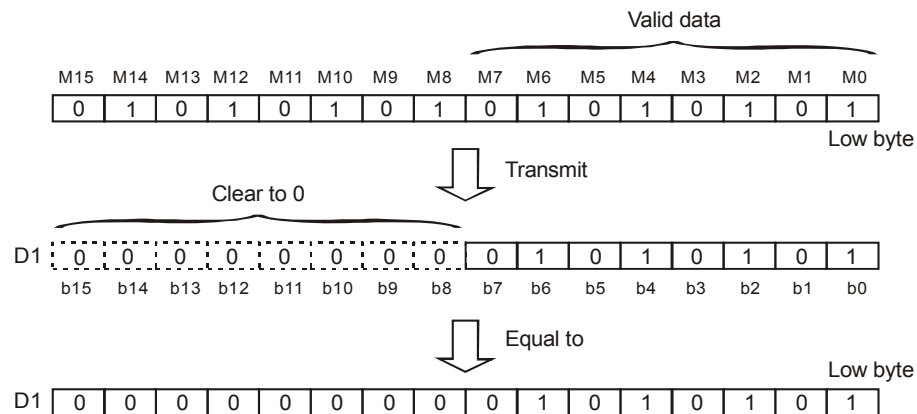 Valid data
M15 M14 M13 M12 M11 M10 M9 M8 M7 M6 M5 M4 M3 M2 M1 M0
0 1 0 1 0 1 0 1 0 1 0 1 0 1 0 1
Low byte
Transmit
Clear to 0
D1 0 0 0 0 0 0 0 0 0 1 0 1 0 1 0 1
b15 b14 b13 b12 b11 b10 b9 b8 b7 b6 b5 b4 b3 b2 b1 b0
Equal to
Low byte
D1 0 0 0 0 0 0 0 0 0 1 0 1 0 1 0 1